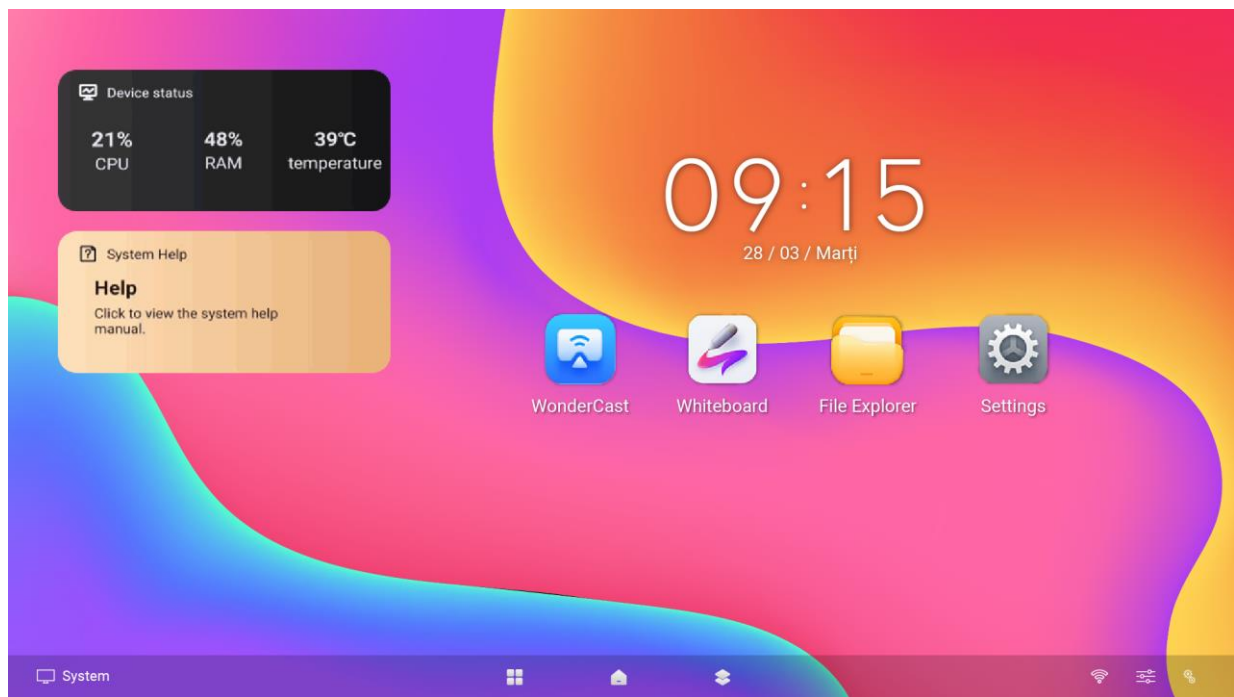 Device status
21% 48% 39℃
CPU RAM temperature
System Help
Help
Click to view the system help
manual.
09:15
28 / 03 / Marți
WonderCast Whiteboard File Explorer Settings
System